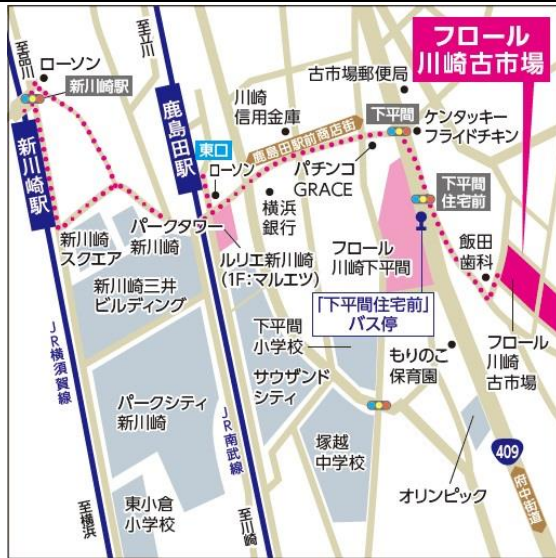 至品川
ローソン
新川崎駅
新川崎駅
至立川
鹿島田駅
東口
ローソン
川崎
信用金庫
鹿島田駅前商店街
古市場郵便局
下平間
ケンタッキー
フライドチキン
フロール
川崎古市場
パチンコ
GRACE
横浜
銀行
下平間
住宅前
飯田
歯科
新川崎
スクエア
パークタワー
新川崎
ルリエ新川崎
(1F:マルエツ)
フロール
川崎下平間
新川崎三井
ビルディング
「下平間住宅前」
バス停
下平間
小学校
もりのこ
保育園
フロール
川崎
古市場
JR横須賀線
パークシティ
新川崎
JR南武線
サウザンド
シティ
塚越
中学校
409
オリンピック
府中街道
至横浜
東小倉
小学校
至川崎